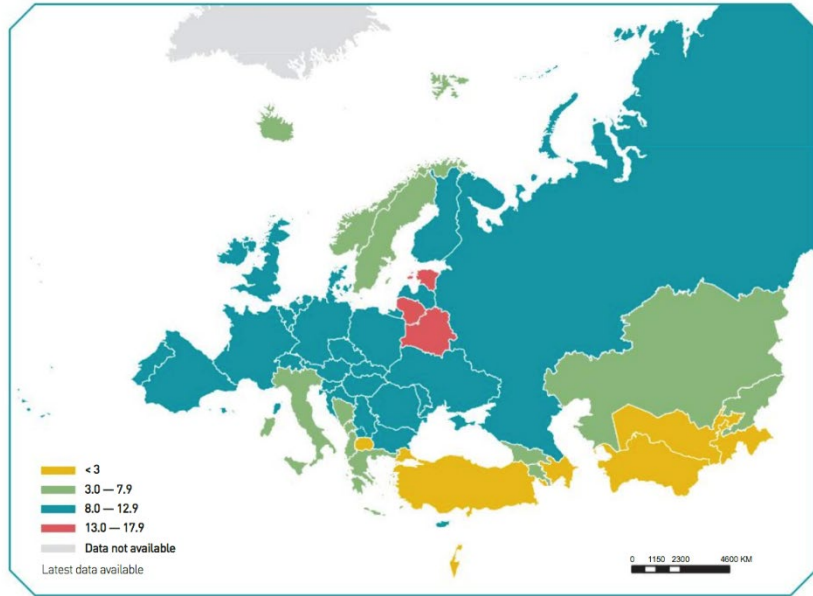 < 3
3.0 — 7.9
8.0 — 12.9
13.0 — 17.9
Data not available
Latest data available
0 1150 2300 4600 KM